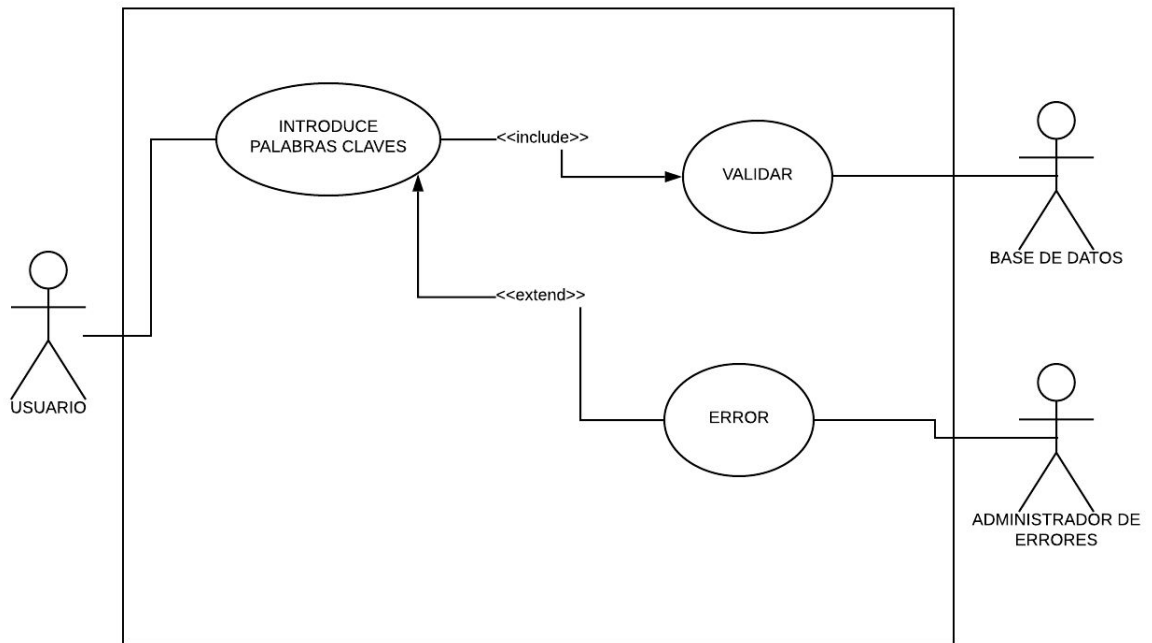 INTRODUCE
PALABRAS CLAVES
<<include>>
VALIDAR
BASE DE DATOS
<<extend>>
USUARIO
ERROR
ADMINISTRADOR DE
ERRORES